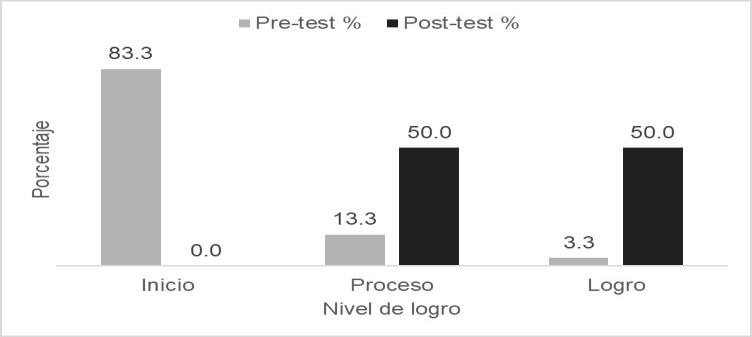 Pre-test % Post-test %
83.3
50.0 50.0
13.3
3.3
0.0
Porcentaje
Inicio Proceso Logro
Nivel de logro